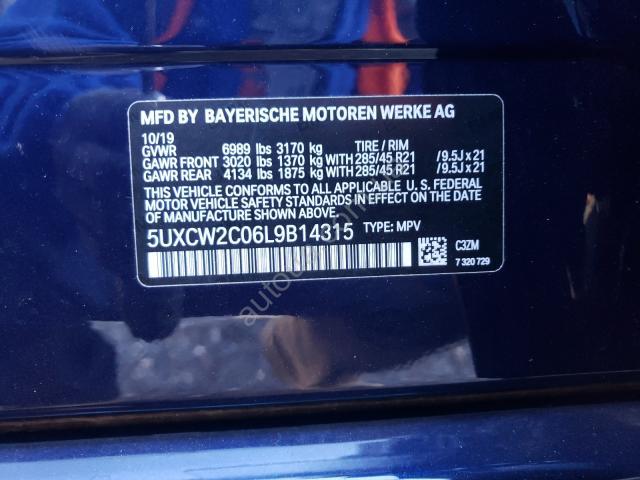 MFD BY BAYERISCHE MOTOREN WERKE AG
10/19 TIRE / RIM
GVWR 6989 lbs 3170 kg
GAWR FRONT 3020 lbs 1370 kg WITH 285/45 R21 / 9.5J x 21
GAWR REAR 4134 lbs 1875 kg WITH 285/45 R21 / 9.5J x 21
THIS VEHICLE CONFORMS TO ALL APPLICABLE U. S. FEDERAL
MOTOR VEHICLE SAFETY STANDARDS IN EFFECT ON THE DATE
OF MANUFACTURE SHOWN ABOVE.
5UXCW2C06L9B14315 TYPE: MPV
C3ZM
7 320 729